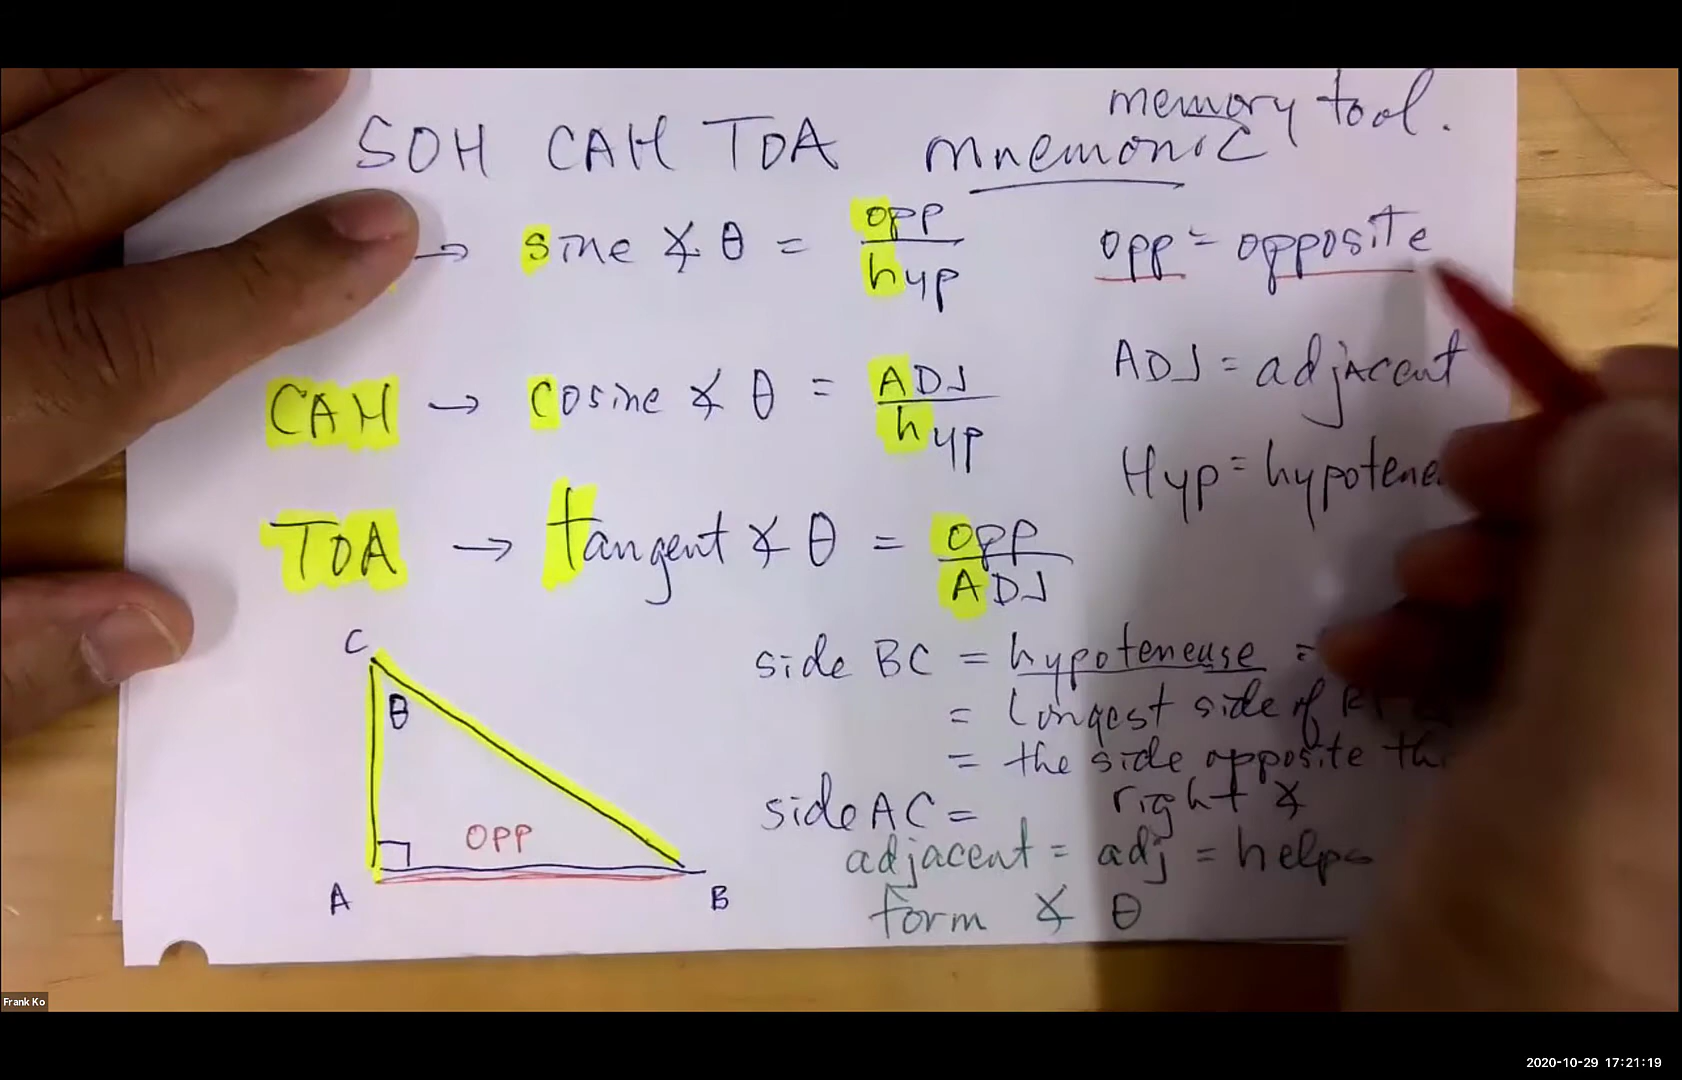 memory tool.
SOH CAH TOA mnemonic
→ sine ∡ θ = opp / hyp
opp = opposite
CAH → cosine ∡ θ = ADJ / hyp
ADJ = adjacent
Hyp = hypotene
TOA → tangent ∡ θ = opp / ADJ
C
θ
OPP
A
B
side BC = hypoteneuse =
= longest side of RT
= the side opposite th
right ∡
side AC =
adjacent = adj = helps
form ∡ θ
Frank Ko
2020-10-29 17:21:19